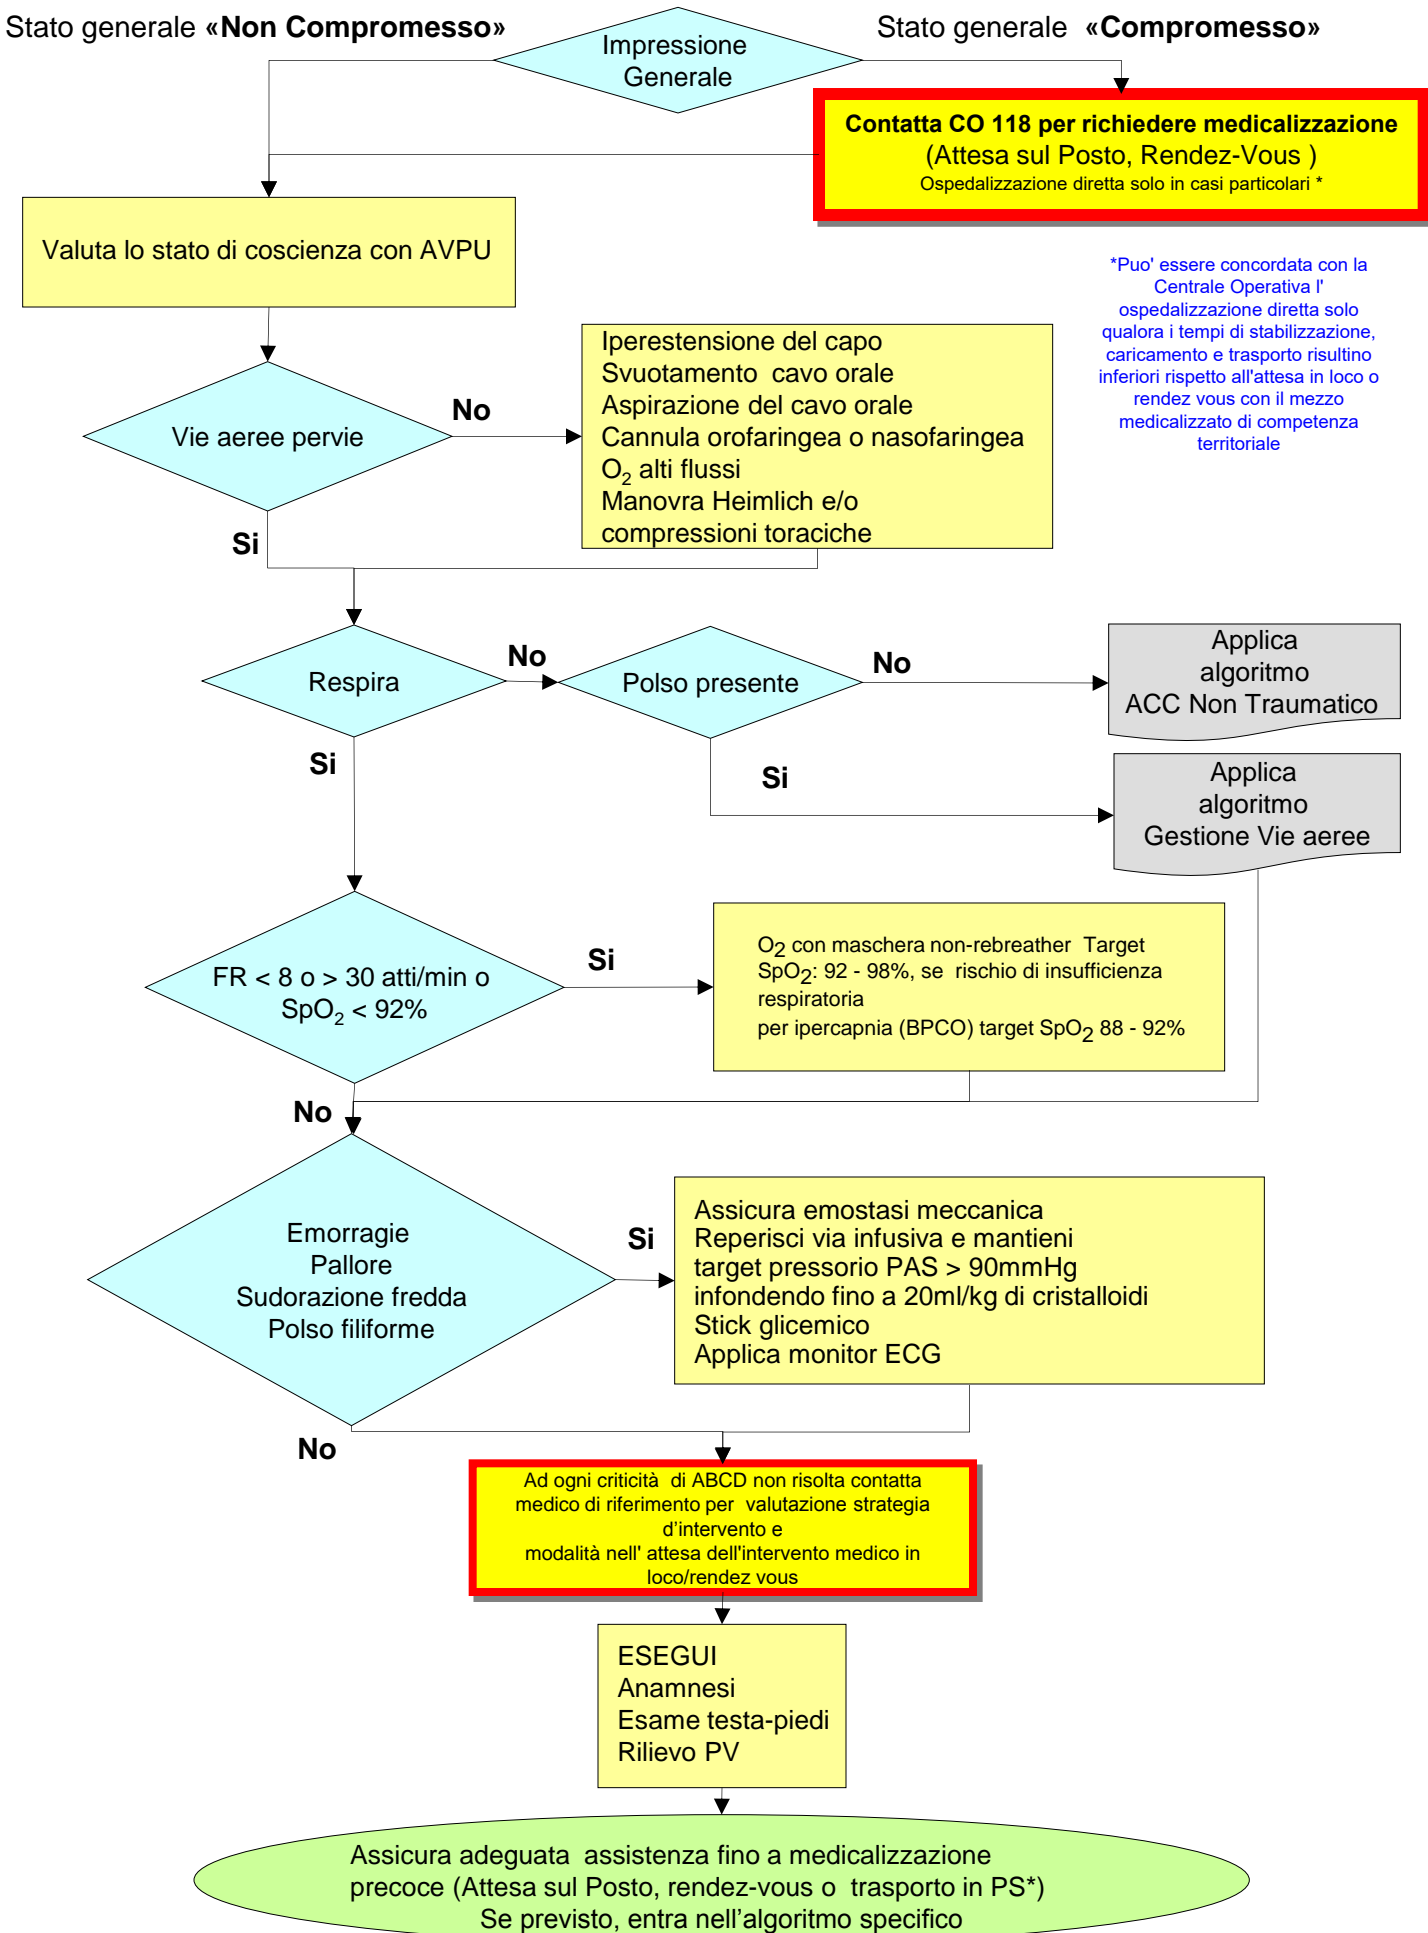 Stato generale «Non Compromesso»
Impressione
Generale
Stato generale «Compromesso»
Contatta CO 118 per richiedere medicalizzazione
(Attesa sul Posto, Rendez-Vous )
Ospedalizzazione diretta solo in casi particolari *
Valuta lo stato di coscienza con AVPU
*Puo' essere concordata con la
Centrale Operativa l'
ospedalizzazione diretta solo
qualora i tempi di stabilizzazione,
caricamento e trasporto risultino
inferiori rispetto all'attesa in loco o
rendez vous con il mezzo
medicalizzato di competenza
territoriale
Vie aeree pervie
No
Iperestensione del capo
Svuotamento cavo orale
Aspirazione del cavo orale
Cannula orofaringea o nasofaringea
O2 alti flussi
Manovra Heimlich e/o
compressioni toraciche
Si
Respira
No
Polso presente
No
Applica
algoritmo
ACC Non Traumatico
Si
Si
Applica
algoritmo
Gestione Vie aeree
FR < 8 o > 30 atti/min o
SpO2 < 92%
Si
O2 con maschera non-rebreather Target
SpO2: 92 - 98%, se rischio di insufficienza
respiratoria
per ipercapnia (BPCO) target SpO2 88 - 92%
No
Emorragie
Pallore
Sudorazione fredda
Polso filiforme
Si
Assicura emostasi meccanica
Reperisci via infusiva e mantieni
target pressorio PAS > 90mmHg
infondendo fino a 20ml/kg di cristalloidi
Stick glicemico
Applica monitor ECG
No
Ad ogni criticità di ABCD non risolta contatta
medico di riferimento per valutazione strategia
d’intervento e
modalità nell' attesa dell'intervento medico in
loco/rendez vous
ESEGUI
Anamnesi
Esame testa-piedi
Rilievo PV
Assicura adeguata assistenza fino a medicalizzazione
precoce (Attesa sul Posto, rendez-vous o trasporto in PS*)
Se previsto, entra nell’algoritmo specifico